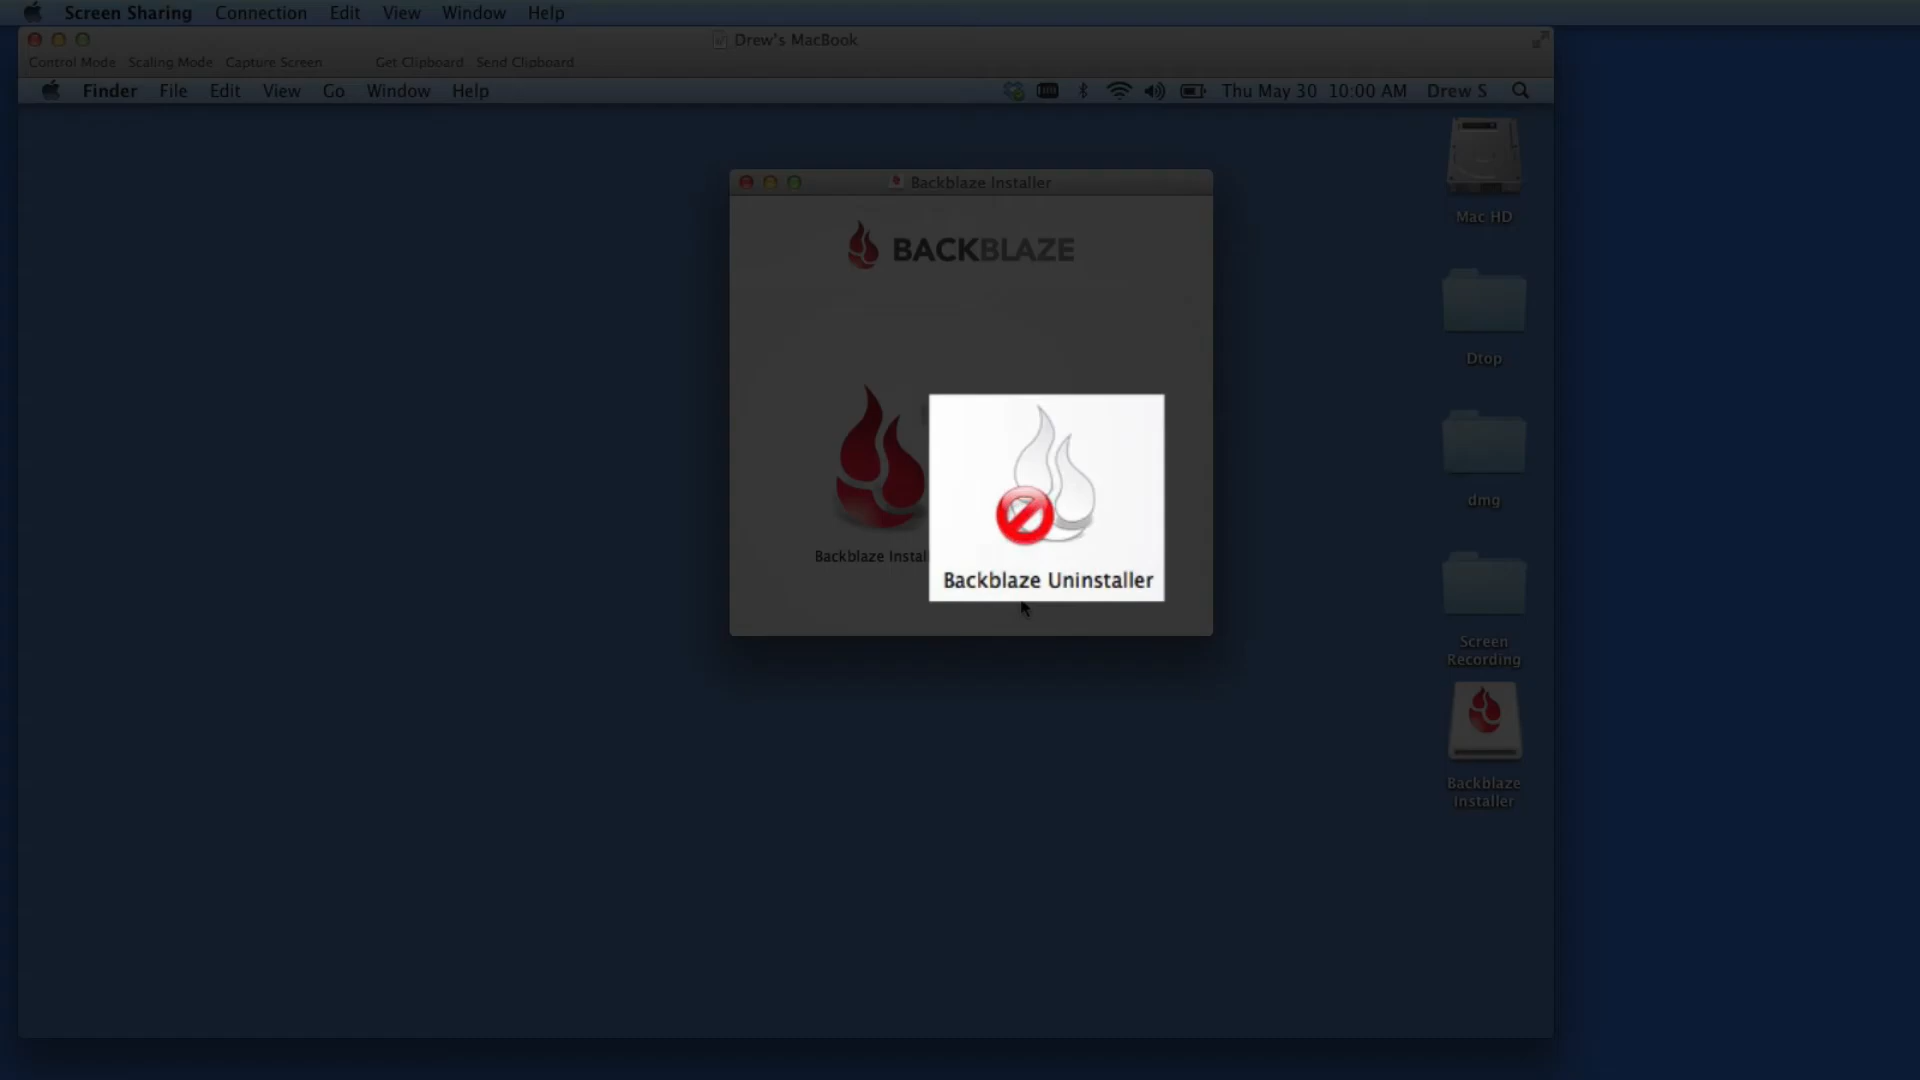 Screen Sharing Connection Edit View Window Help
Drew's MacBook
Control Mode Scaling Mode Capture Screen Get Clipboard Send Clipboard
Finder File Edit View Go Window Help Thu May 30 10:00 AM Drew S
Mac HD
Backblaze Installer
BACKBLAZE
Dtop
dmg
Backblaze Instal
Backblaze Uninstaller
Screen
Recording
Backblaze
Installer